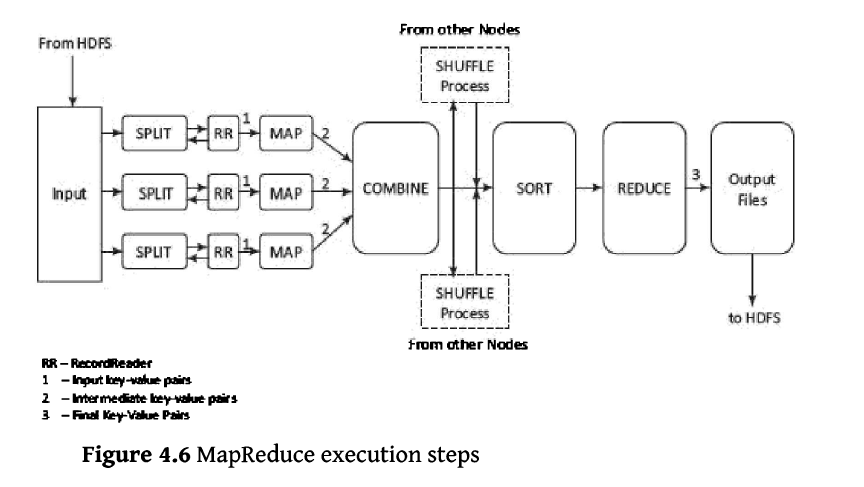 From other Nodes
From HDFS
SHUFFLE
Process
Input
SPLIT
RR
1
MAP
2
SPLIT
RR
1
MAP
2
SPLIT
RR
1
MAP
2
COMBINE
SORT
REDUCE
3
Output
Files
SHUFFLE
Process
to HDFS
From other Nodes
RR – RecordReader
1 – Input key-value pairs
2 – Intermediate key-value pairs
3 – Final Key-Value Pairs
Figure 4.6 MapReduce execution steps